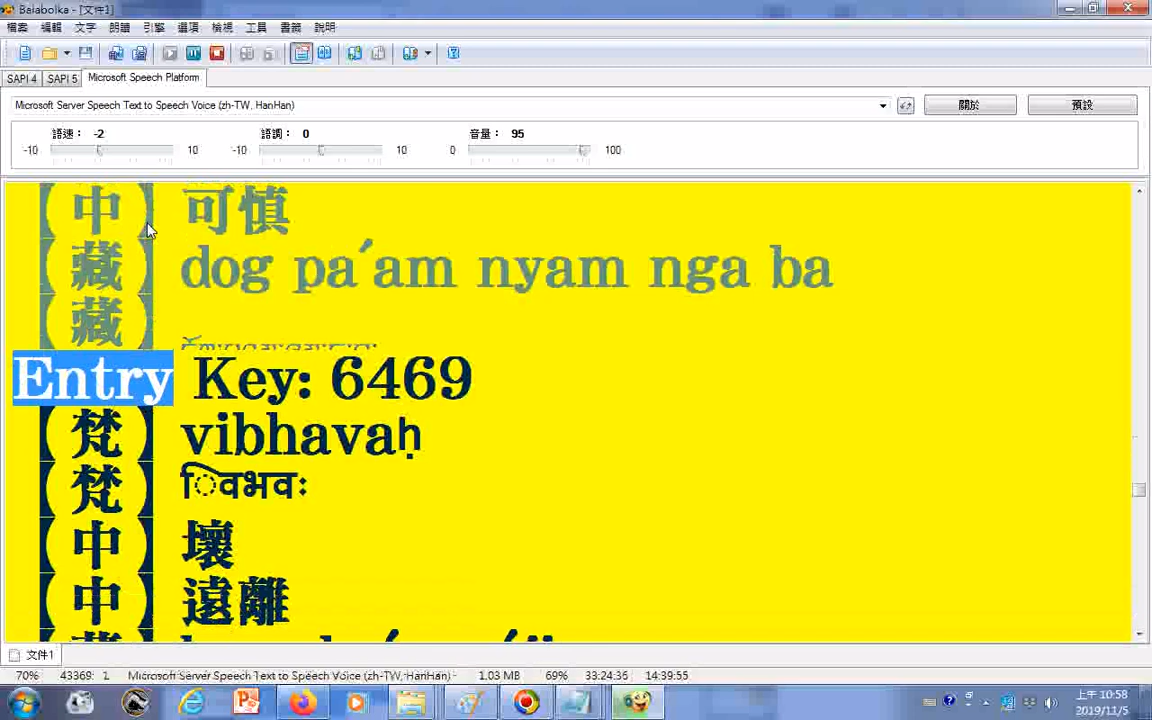 Balabolka - [文件1]
檔案 編輯 文字 朗讀 引擎 選項 檢視 工具 書籤 說明
SAPI 4 SAPI 5 Microsoft Speech Platform
Microsoft Server Speech Text to Speech Voice (zh-TW, HanHan) 關於 預設
語速： -2 語調： 0 音量： 95
-10 10 -10 10 0 100
【中】 可慎
【藏】 dog pa'am nyam nga ba
【藏】
Entry Key: 6469
【梵】 vibhavaḥ
【梵】 िवभवः
【中】 壞
【中】 遠離
文件1
70% 43369: 1 Microsoft Server Speech Text to Speech Voice (zh-TW, HanHan) - 1.03 MB 69% 33:24:36 14:39:55
上午 10:58
2019/11/5